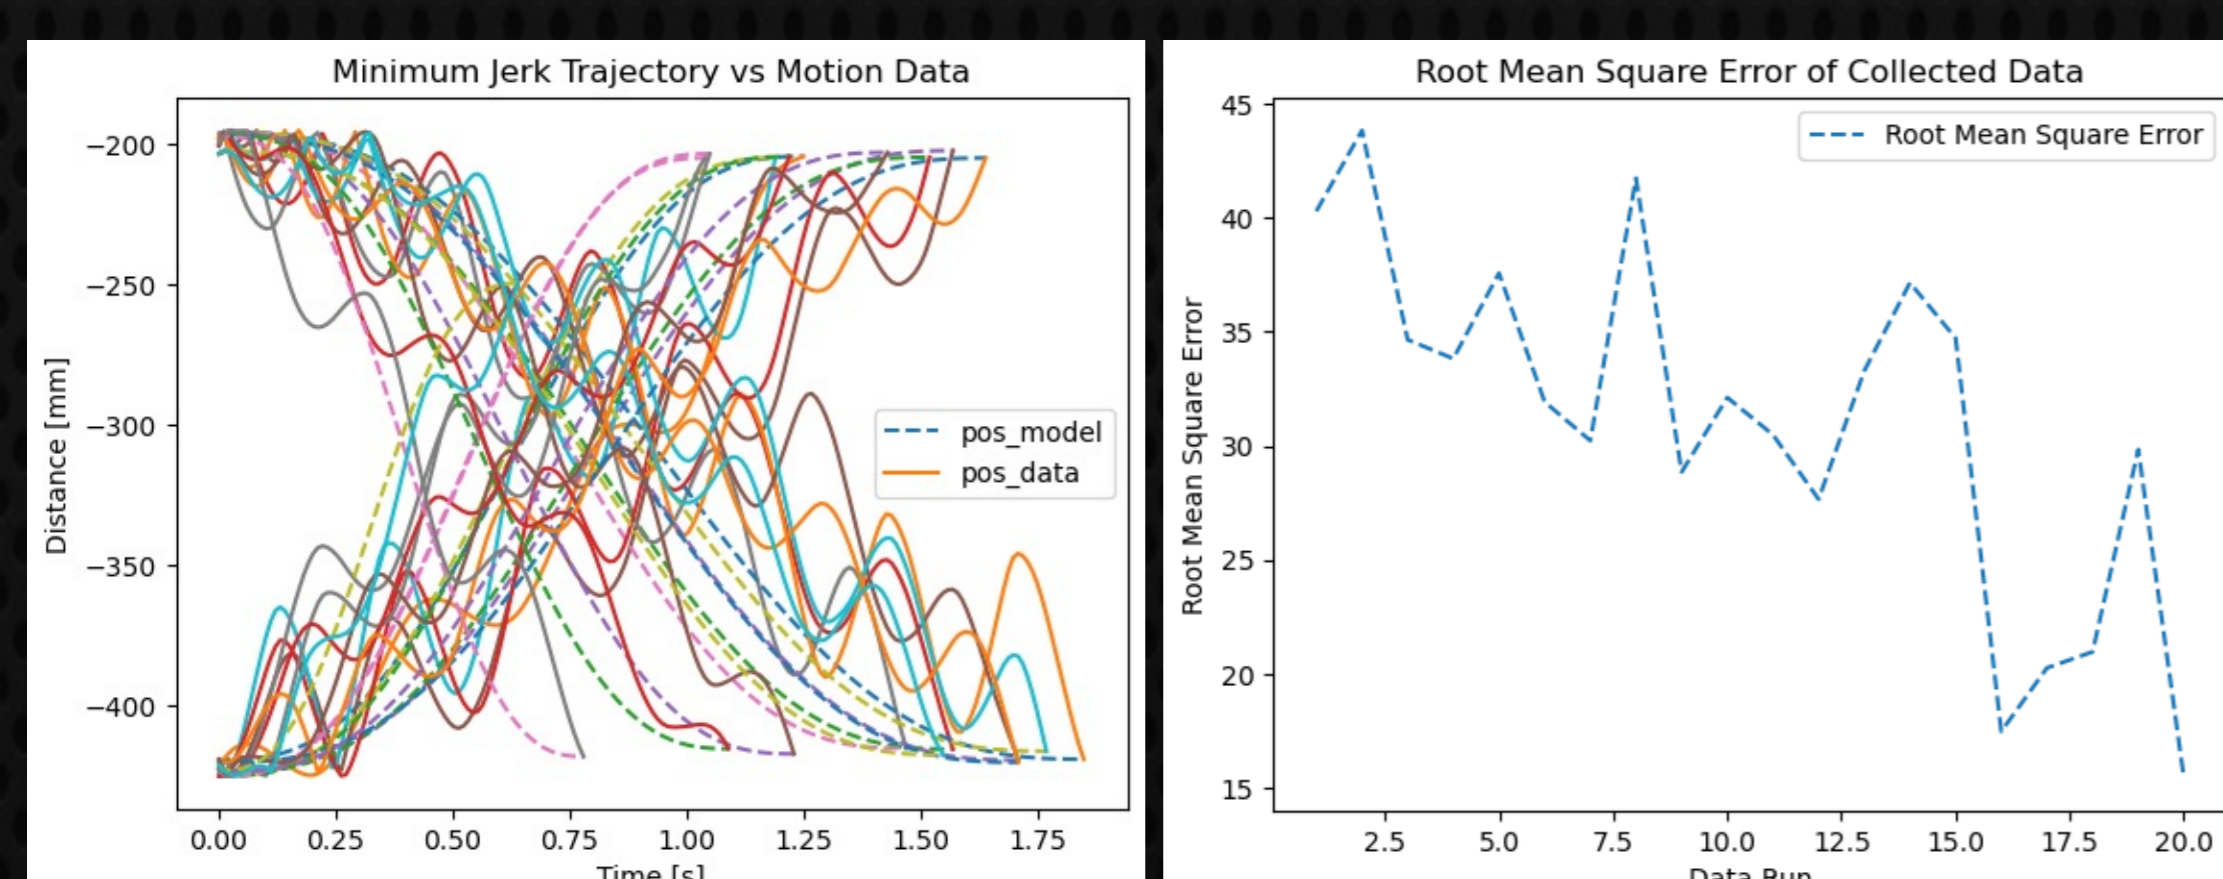 Minimum Jerk Trajectory vs Motion Data
Distance [mm]
−200
−250
−300
−350
−400
pos_model
pos_data
0.00 0.25 0.50 0.75 1.00 1.25 1.50 1.75
Time [s]
Root Mean Square Error of Collected Data
Root Mean Square Error
45
40
35
30
25
20
15
Root Mean Square Error
2.5 5.0 7.5 10.0 12.5 15.0 17.5 20.0
Data Run